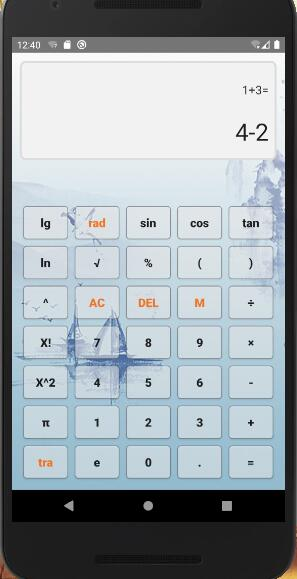 12:40
1+3=
4-2
lg rad sin cos tan
ln √ % ( )
^ AC DEL M ÷
X! 7 8 9 ×
X^2 4 5 6 -
π 1 2 3 +
tra e 0 . =